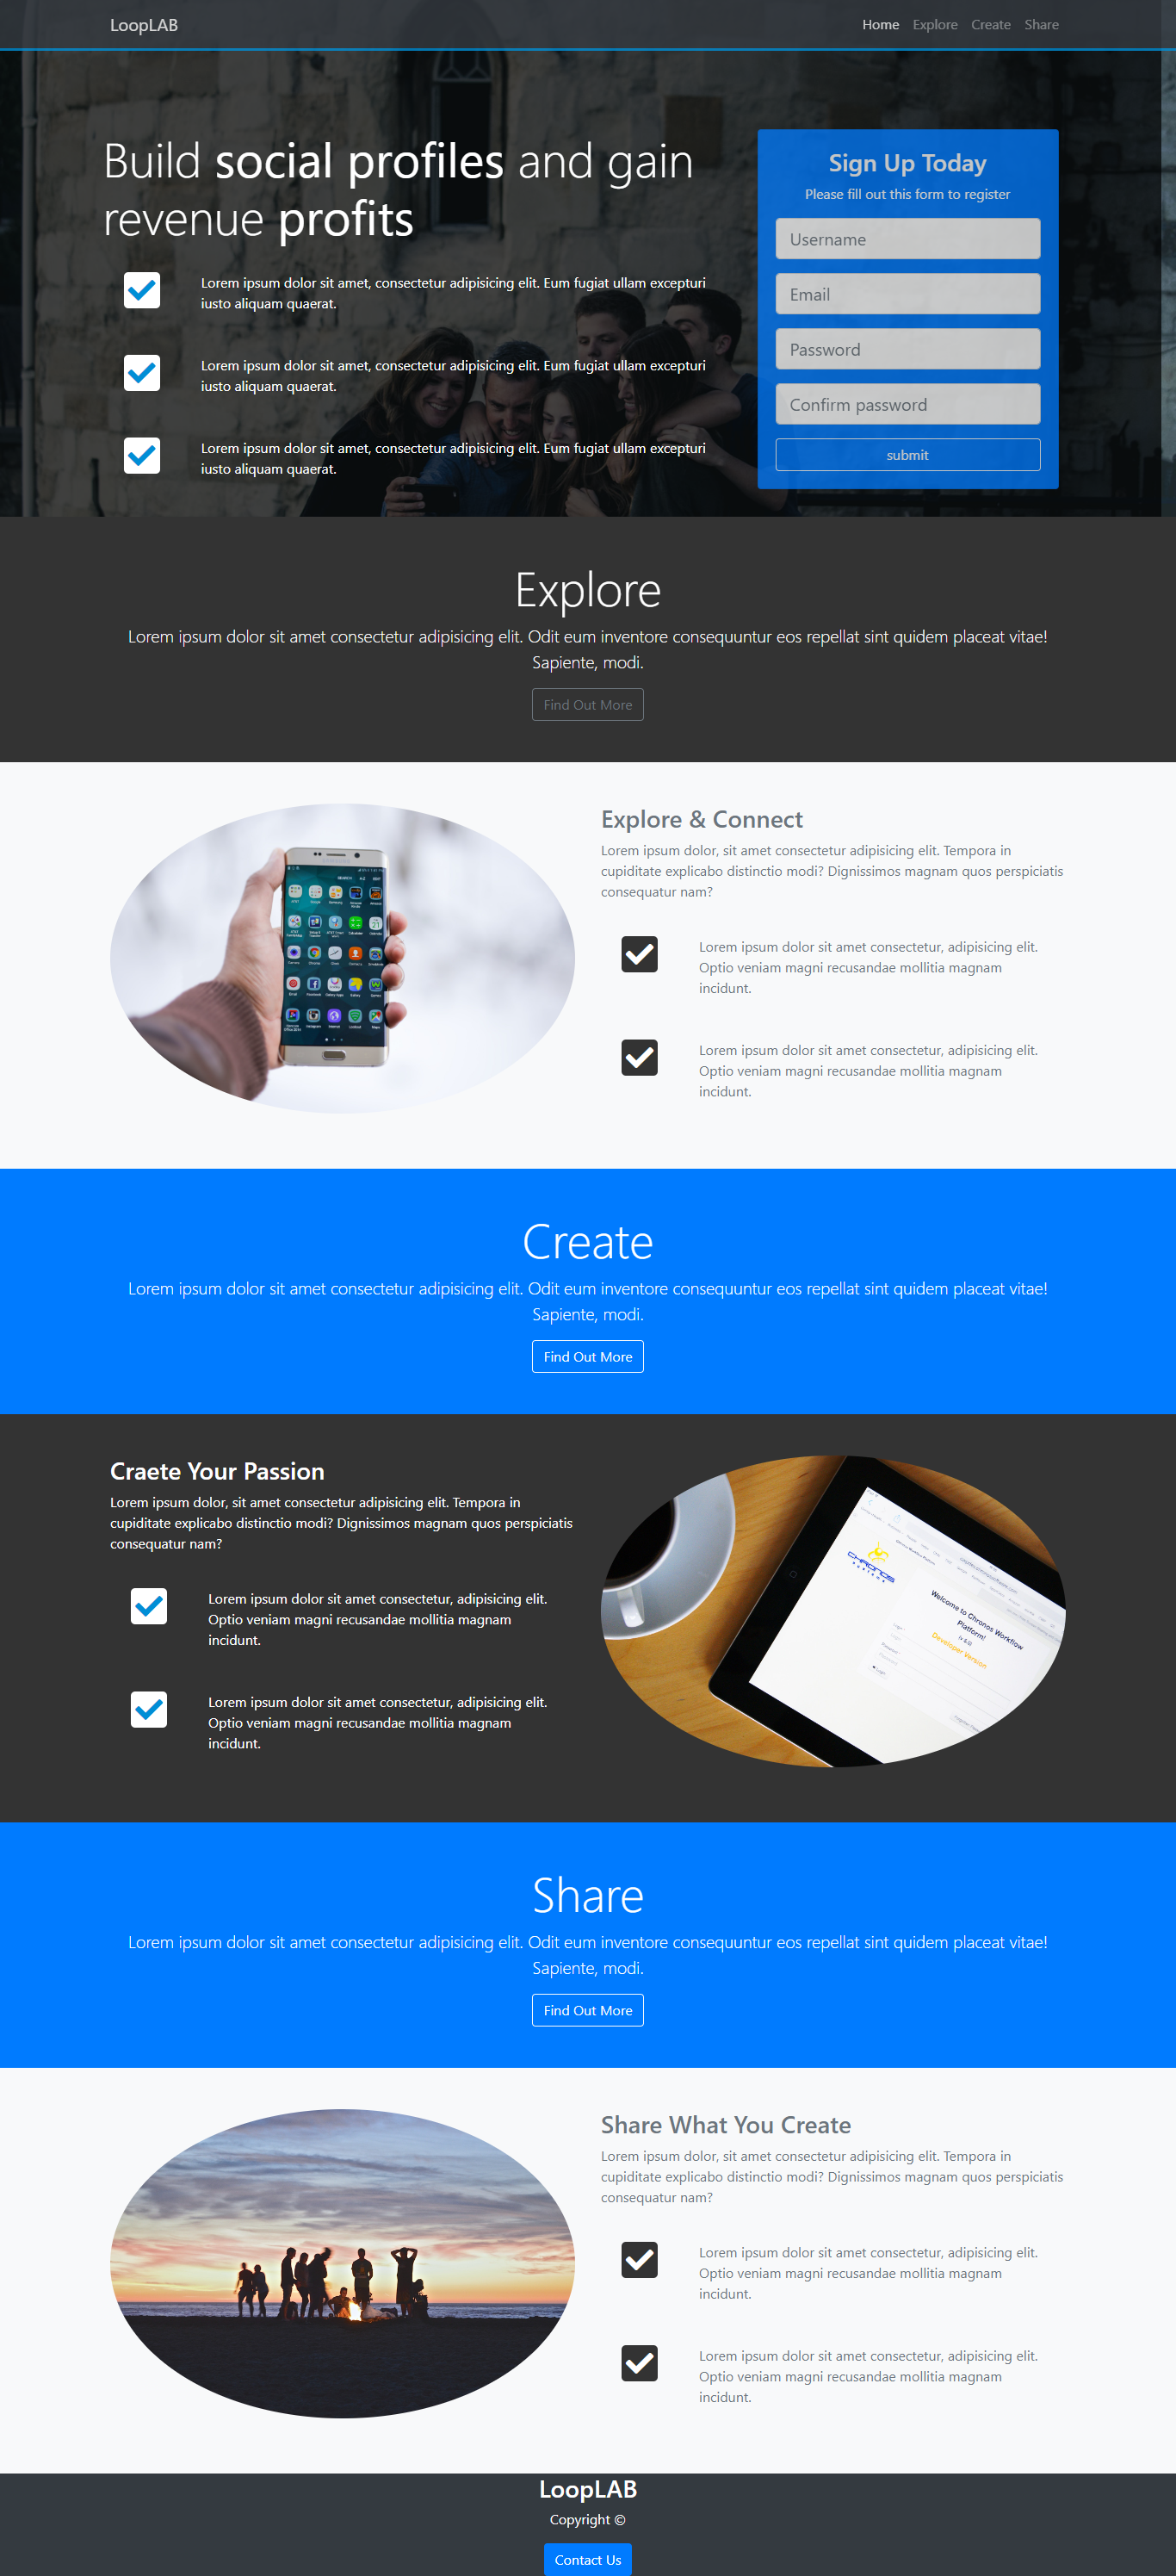 LoopLAB
Home Explore Create Share
Build social profiles and gain
revenue profits
Lorem ipsum dolor sit amet, consectetur adipisicing elit. Eum fugiat ullam excepturi
iusto aliquam quaerat.
Lorem ipsum dolor sit amet, consectetur adipisicing elit. Eum fugiat ullam excepturi
iusto aliquam quaerat.
Lorem ipsum dolor sit amet, consectetur adipisicing elit. Eum fugiat ullam excepturi
iusto aliquam quaerat.
Sign Up Today
Please fill out this form to register
Username
Email
Password
Confirm password
submit
Explore
Lorem ipsum dolor sit amet consectetur adipisicing elit. Odit eum inventore consequuntur eos repellat sint quidem placeat vitae!
Sapiente, modi.
Find Out More
Explore & Connect
Lorem ipsum dolor, sit amet consectetur adipisicing elit. Tempora in
cupiditate explicabo distinctio modi? Dignissimos magnam quos perspiciatis
consequatur nam?
Lorem ipsum dolor sit amet consectetur, adipisicing elit.
Optio veniam magni recusandae mollitia magnam
incidunt.
Lorem ipsum dolor sit amet consectetur, adipisicing elit.
Optio veniam magni recusandae mollitia magnam
incidunt.
Create
Lorem ipsum dolor sit amet consectetur adipisicing elit. Odit eum inventore consequuntur eos repellat sint quidem placeat vitae!
Sapiente, modi.
Find Out More
Craete Your Passion
Lorem ipsum dolor, sit amet consectetur adipisicing elit. Tempora in
cupiditate explicabo distinctio modi? Dignissimos magnam quos perspiciatis
consequatur nam?
Lorem ipsum dolor sit amet consectetur, adipisicing elit.
Optio veniam magni recusandae mollitia magnam
incidunt.
Lorem ipsum dolor sit amet consectetur, adipisicing elit.
Optio veniam magni recusandae mollitia magnam
incidunt.
CHRONOS
Welcome to Chronos Workflow
Platform!
Developer Version
Share
Lorem ipsum dolor sit amet consectetur adipisicing elit. Odit eum inventore consequuntur eos repellat sint quidem placeat vitae!
Sapiente, modi.
Find Out More
Share What You Create
Lorem ipsum dolor, sit amet consectetur adipisicing elit. Tempora in
cupiditate explicabo distinctio modi? Dignissimos magnam quos perspiciatis
consequatur nam?
Lorem ipsum dolor sit amet consectetur, adipisicing elit.
Optio veniam magni recusandae mollitia magnam
incidunt.
Lorem ipsum dolor sit amet consectetur, adipisicing elit.
Optio veniam magni recusandae mollitia magnam
incidunt.
LoopLAB
Copyright ©
Contact Us